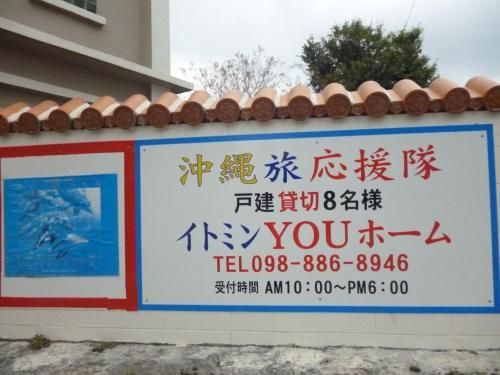 沖縄旅応援隊
戸建貸切8名様
イトミンYOUホーム
TEL098-886-8946
受付時間 AM10:00～PM6:00